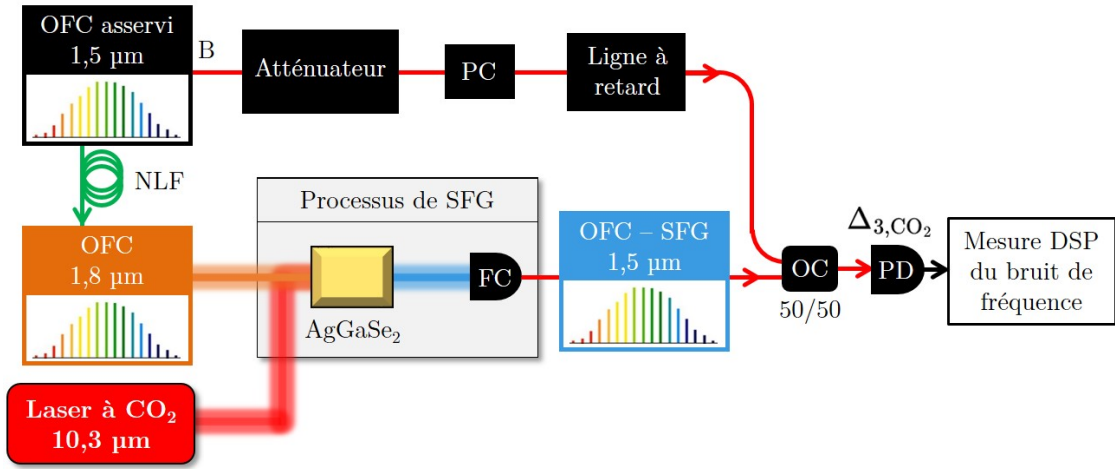 OFC asservi
1,5 µm
B
Atténuateur
PC
Ligne à
retard
NLF
Processus de SFG
OFC
1,8 µm
AgGaSe₂
FC
OFC – SFG
1,5 µm
OC
50/50
Δ₃,CO₂
PD
Mesure DSP
du bruit de
fréquence
Laser à CO₂
10,3 µm